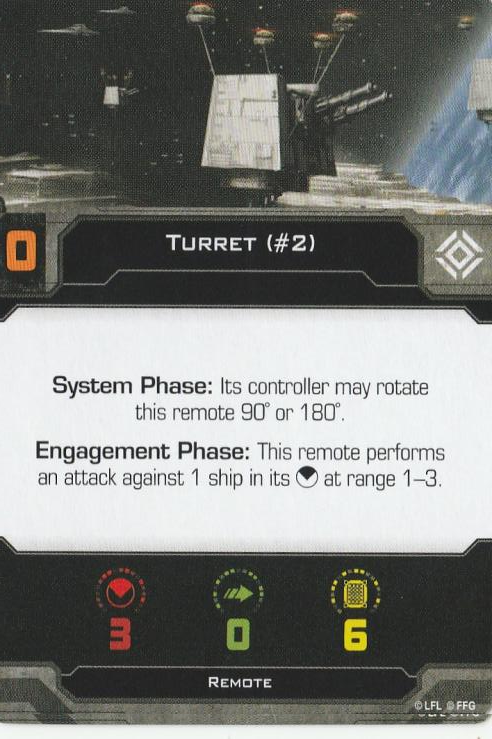 0
TURRET (#2)
System Phase: Its controller may rotate
this remote 90° or 180°.
Engagement Phase: This remote performs
an attack against 1 ship in its at range 1–3.
3 0 6
REMOTE
© LFL © FFG